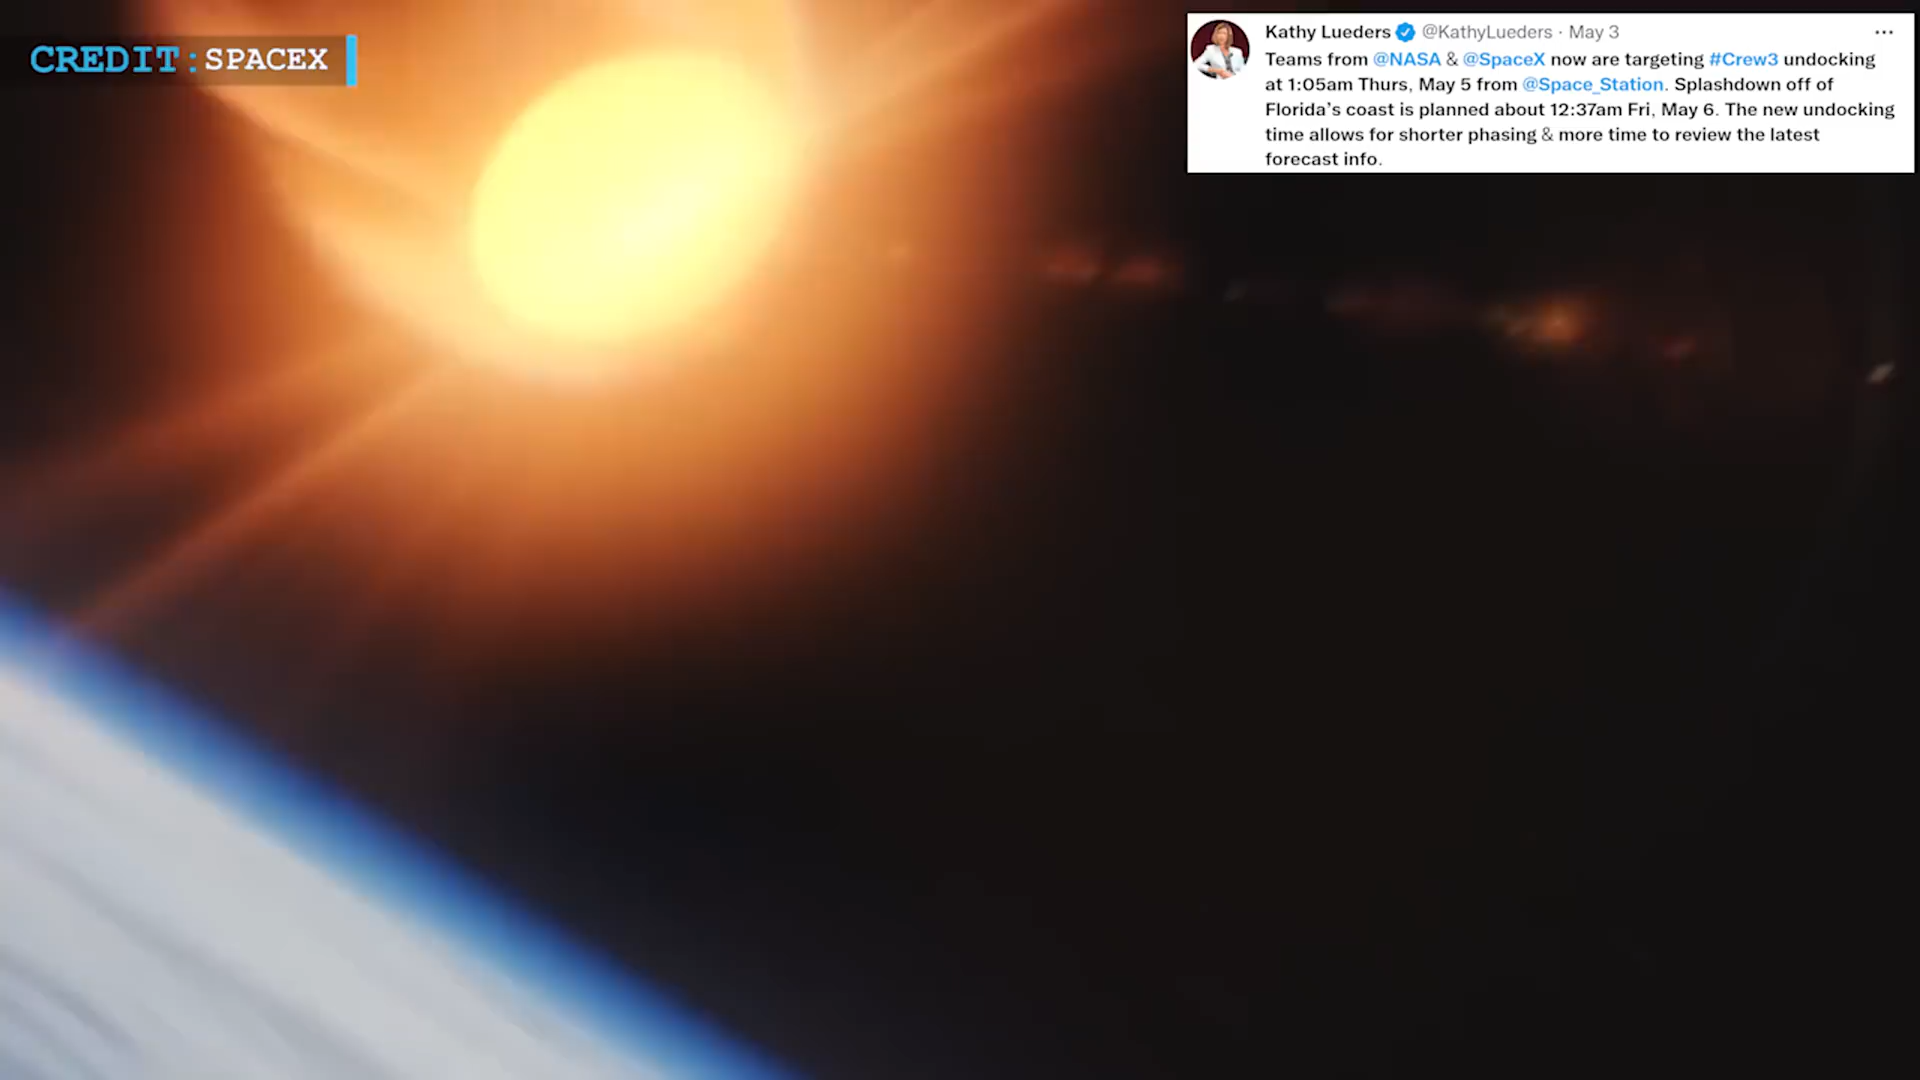 CREDIT:SPACEX
Kathy Lueders @KathyLueders · May 3
Teams from @NASA & @SpaceX now are targeting #Crew3 undocking
at 1:05am Thurs, May 5 from @Space_Station. Splashdown off of
Florida’s coast is planned about 12:37am Fri, May 6. The new undocking
time allows for shorter phasing & more time to review the latest
forecast info.